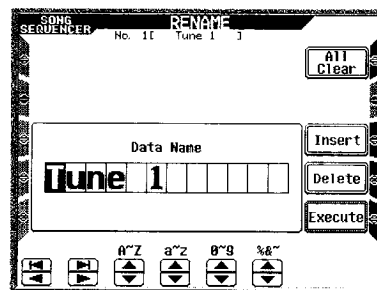 SONG
SEQUENCER
RENAME
No. 1[ Tune 1 ]
All
Clear
Data Name
Insert
Tune 1
Delete
Execute
A~Z a~z 0~9 %&~